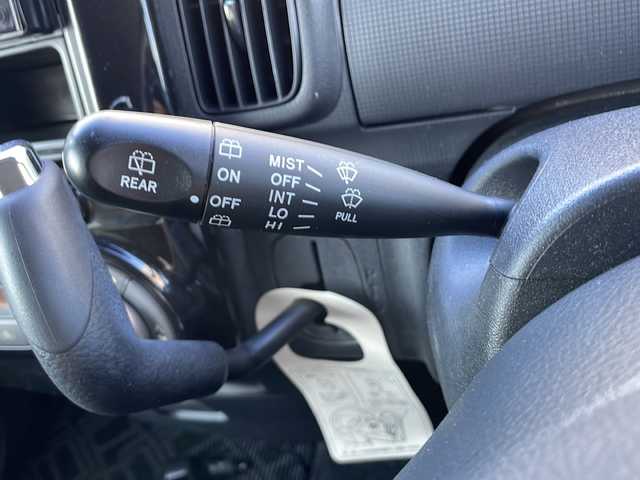 REAR
ON
OFF
MIST
OFF
INT
LO
HI
PULL